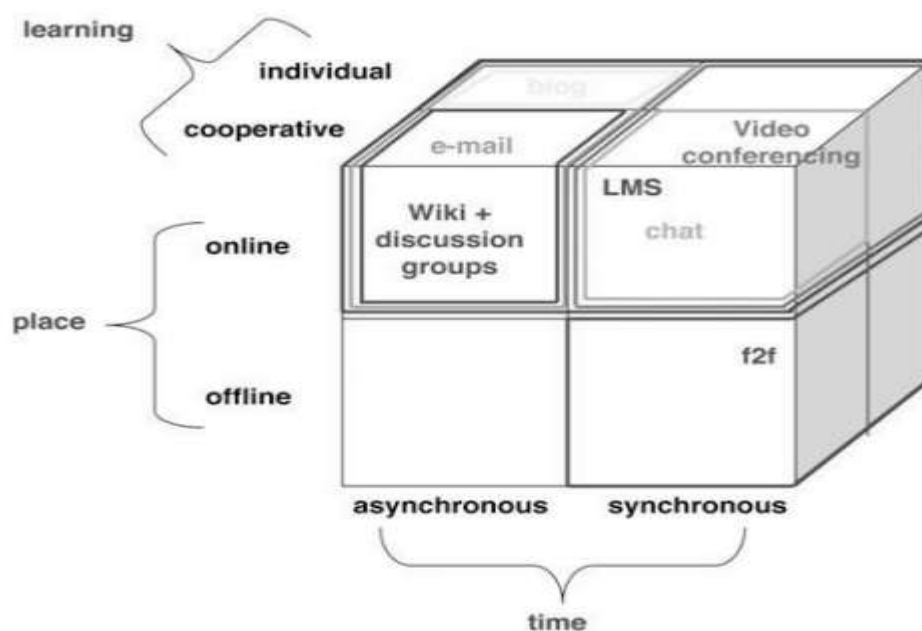 learning
individual
cooperative
blog
e-mail
Video
conferencing
LMS
Wiki +
discussion
groups
chat
online
place
f2f
offline
asynchronous
synchronous
time